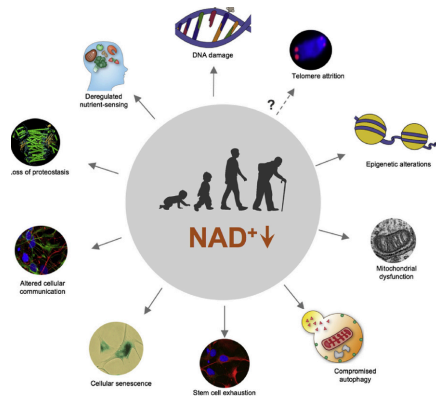 DNA damage
Telomere attrition
?
Deregulated
nutrient-sensing
Epigenetic alterations
Loss of proteostasis
NAD+↓
Altered cellular
communication
Mitochondrial
dysfunction
Cellular senescence
Stem cell exhaustion
Compromised
autophagy